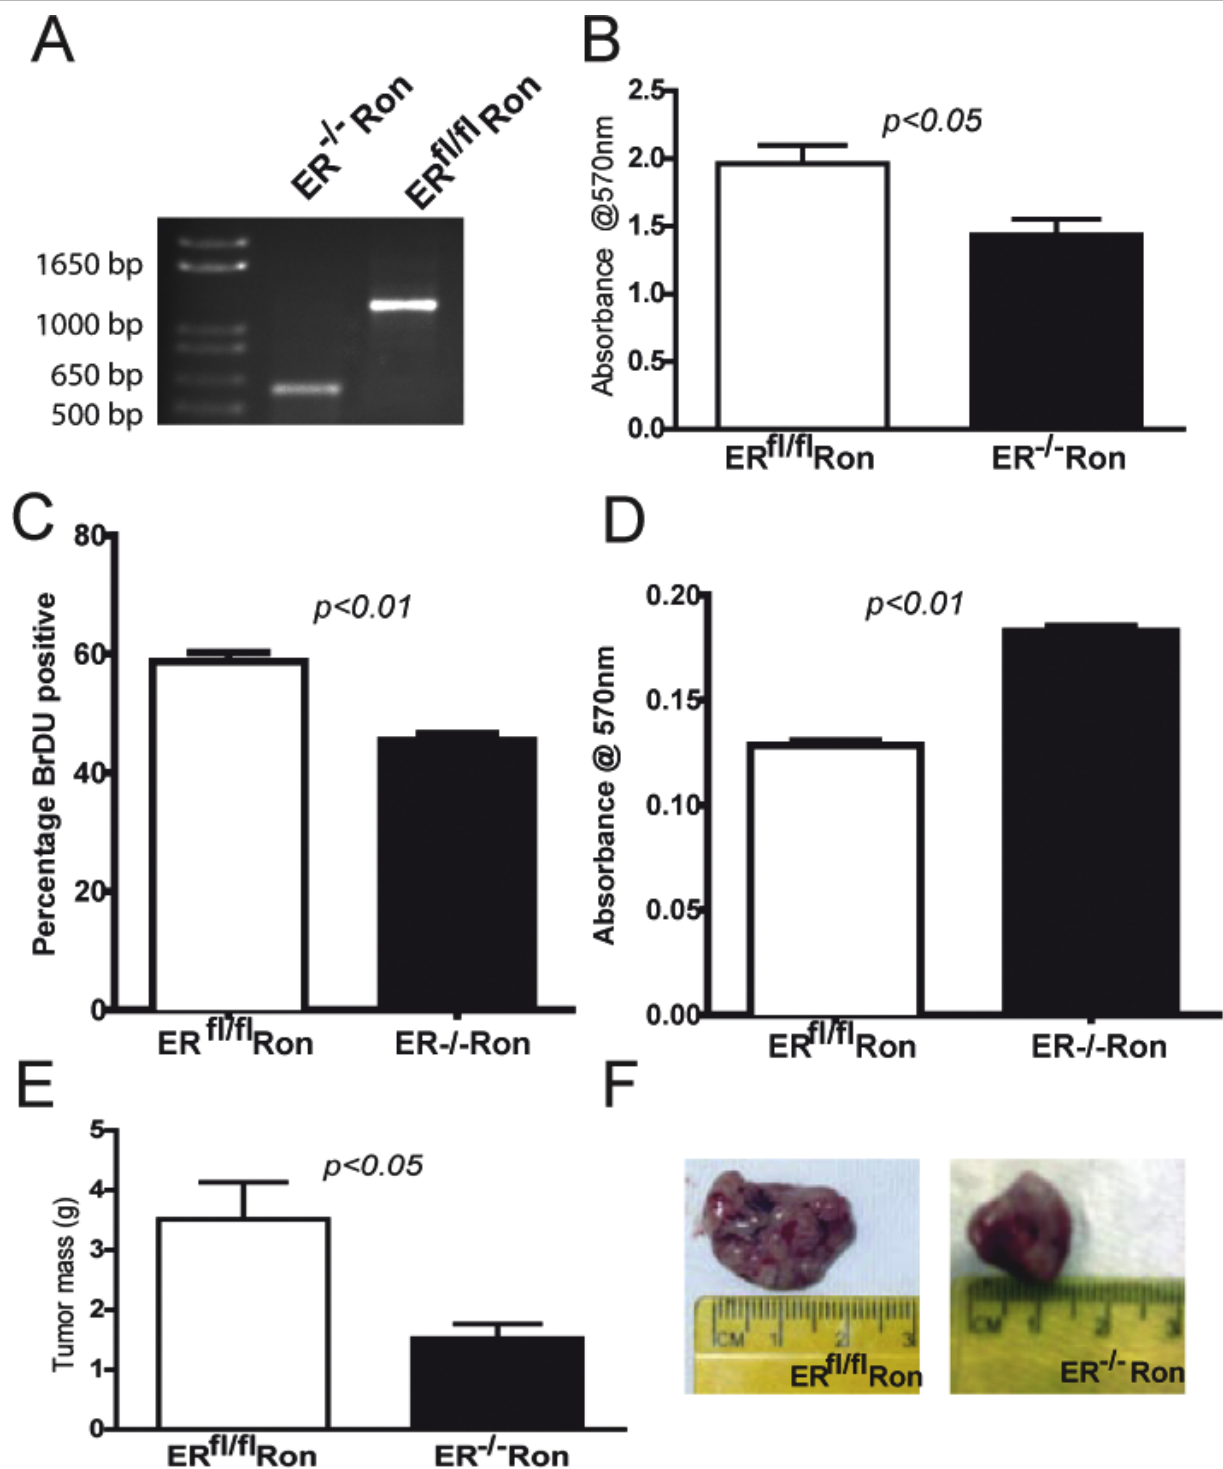 A
ER-/- Ron
ERfl/fl Ron
1650 bp
1000 bp
650 bp
500 bp
B
p<0.05
Absorbance @570nm
2.5
2.0
1.5
1.0
0.5
0.0
ERfl/flRon
ER-/-Ron
C
p<0.01
Percentage BrDU positive
80
60
40
20
0
ER fl/flRon
ER-/-Ron
D
p<0.01
Absorbance @ 570nm
0.20
0.15
0.10
0.05
0.00
ERfl/flRon
ER-/-Ron
E
p<0.05
Tumor mass (g)
5
4
3
2
1
0
ERfl/flRon
ER-/-Ron
F
CM 1 2 3
ERfl/flRon
CM 1 2 3
ER-/- Ron